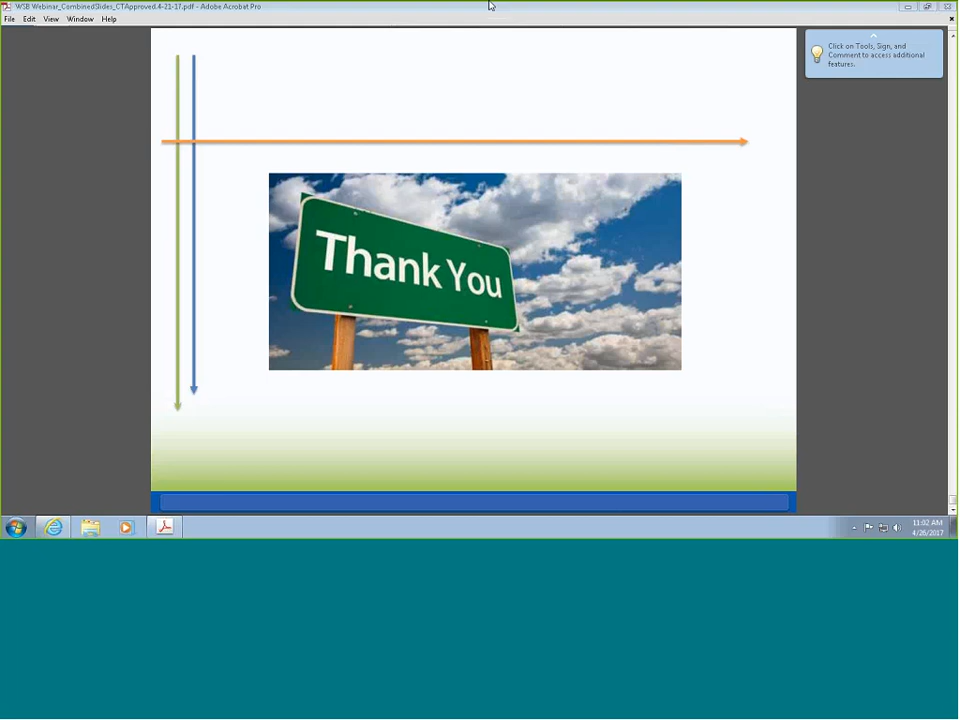 WSB Webinar_CombinedSlides_CTApproved.4-21-17.pdf - Adobe Acrobat Pro
File Edit View Window Help
Click on Tools, Sign, and
Comment to access additional
features.
Thank You
11:02 AM
4/26/2017